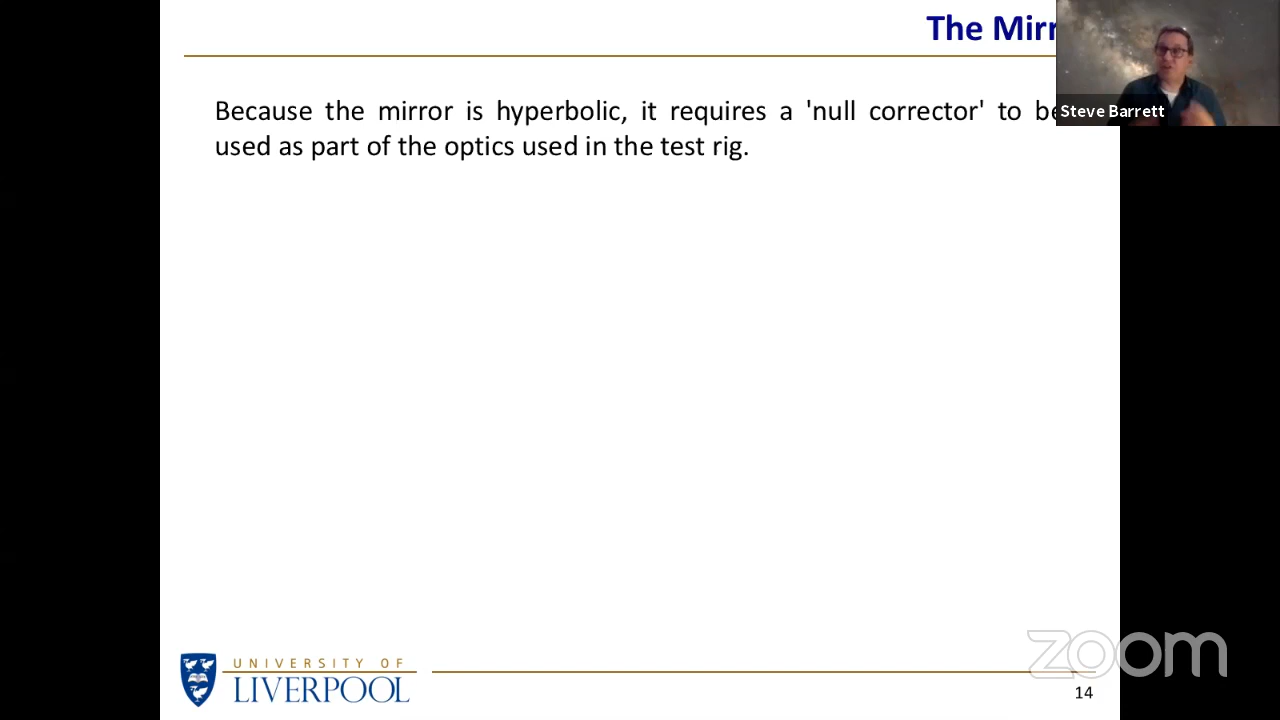 The Mirr
Steve Barrett
Because the mirror is hyperbolic, it requires a 'null corrector' to be
used as part of the optics used in the test rig.
UNIVERSITY OF
LIVERPOOL
zoom
14